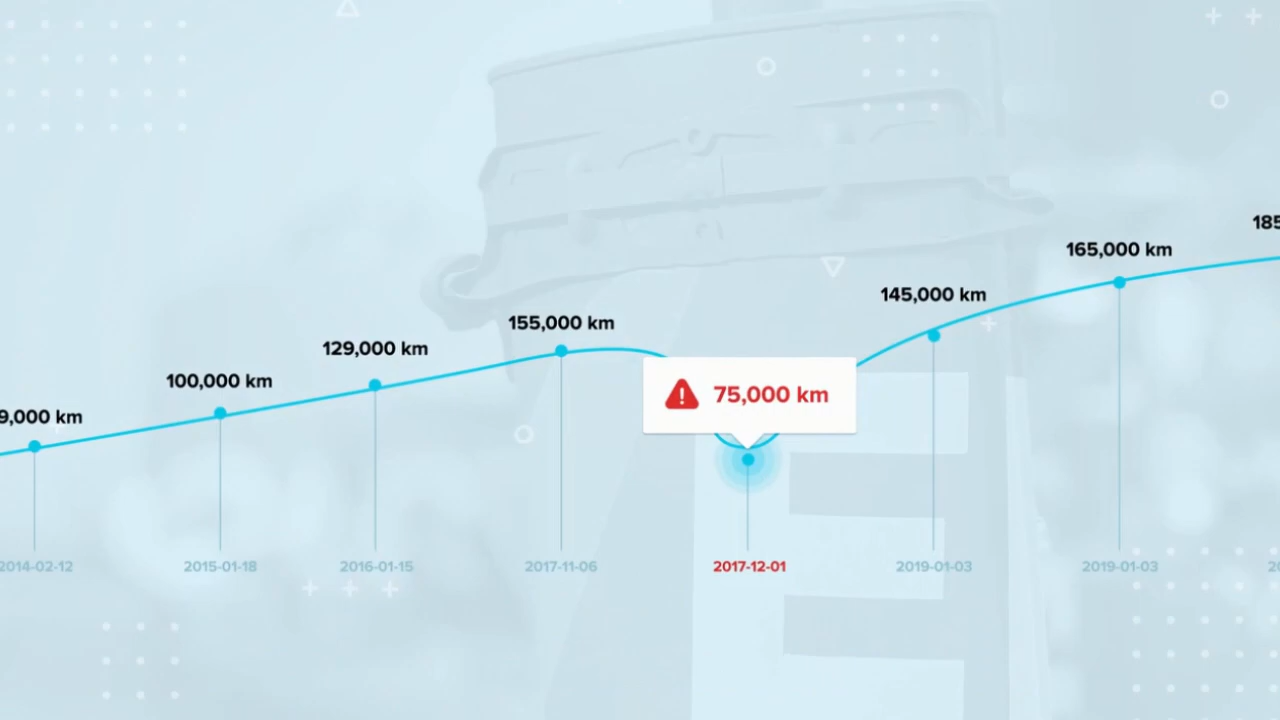 165,000 km
145,000 km
155,000 km
129,000 km
100,000 km
9,000 km
75,000 km
2014-02-12
2015-01-18
2016-01-15
2017-11-06
2017-12-01
2019-01-03
2019-01-03
185
20